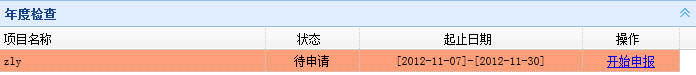 年度检查
项目名称 状态 起止日期 操作
zly 待申请 [2012-11-07]-[2012-11-30] 开始申报